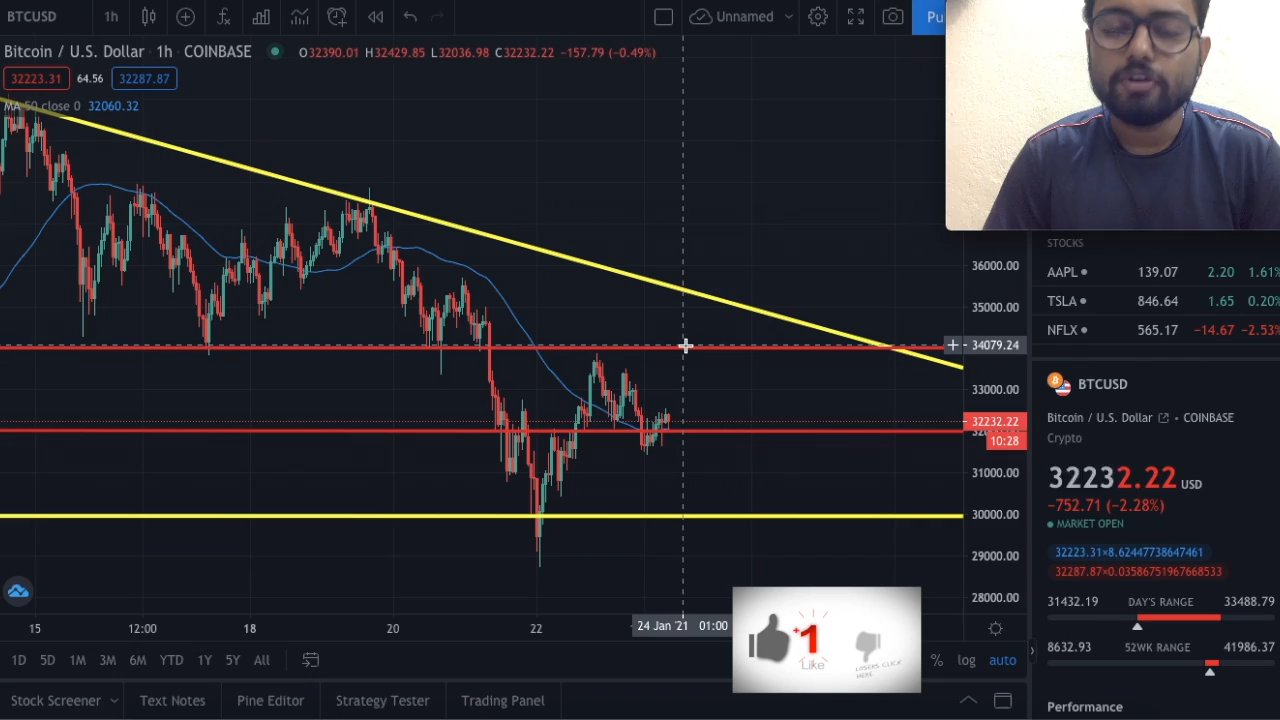 BTCUSD 1h Unnamed Pu
Bitcoin / U.S. Dollar 1h COINBASE O32390.01 H32429.85 L32036.98 C32232.22 −157.79 (−0.49%)
32223.31 64.56 32287.87
MA 50 close 0 32060.32
36000.00
35000.00
34079.24
33000.00
32232.22
10:28
31000.00
30000.00
29000.00
28000.00
15 12:00 18 20 22 24 Jan '21 01:00
1D 5D 1M 3M 6M YTD 1Y 5Y All % log auto
Stock Screener Text Notes Pine Editor Strategy Tester Trading Panel
+1
Like
LOSERS CLICK
HERE
STOCKS
AAPL 139.07 2.20 1.61%
TSLA 846.64 1.65 0.20%
NFLX 565.17 −14.67 −2.53%
BTCUSD
Bitcoin / U.S. Dollar • COINBASE
Crypto
32232.22 USD
−752.71 (−2.28%)
MARKET OPEN
32223.31×8.62447738647461
32287.87×0.03586751967668533
31432.19 DAY'S RANGE 33488.79
8632.93 52WK RANGE 41986.37
Performance